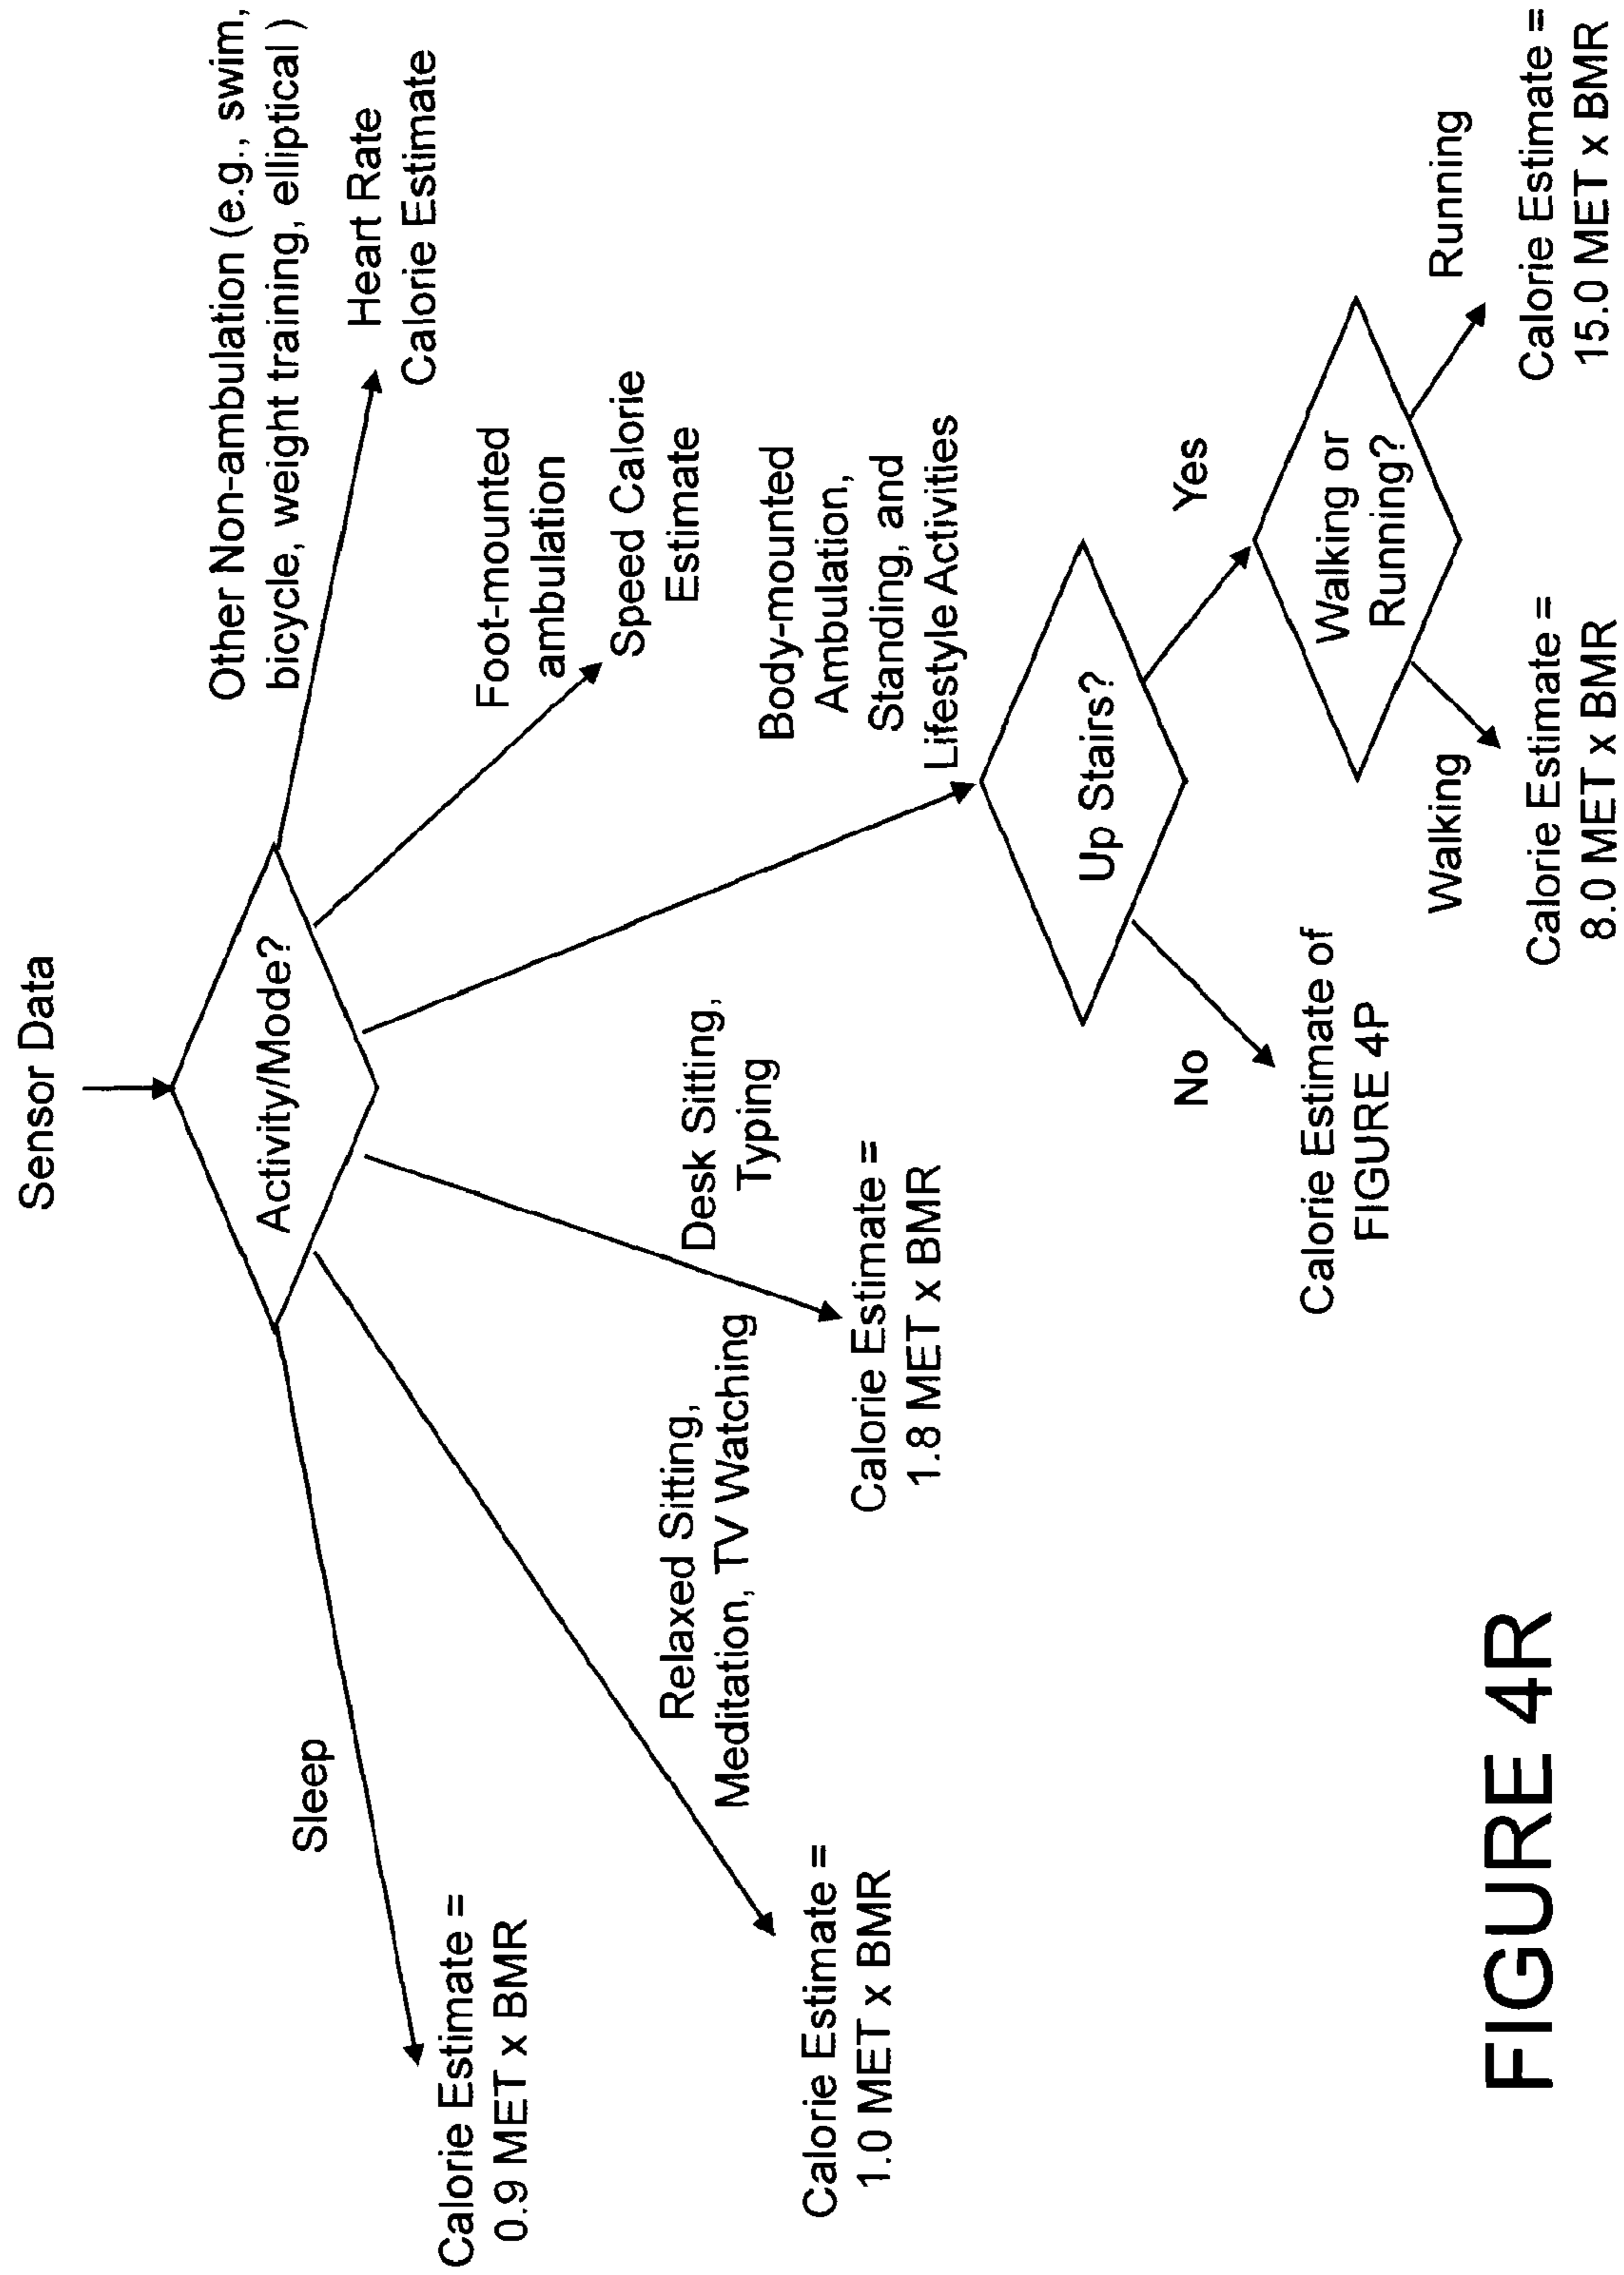 Sensor Data
Activity/Mode?
Sleep
Calorie Estimate =
0.9 MET x BMR
Relaxed Sitting,
Meditation, TV Watching
Calorie Estimate =
1.0 MET x BMR
Desk Sitting,
Typing
Calorie Estimate =
1.8 MET x BMR
Other Non-ambulation (e.g., swim,
bicycle, weight training, elliptical )
Heart Rate
Calorie Estimate
Foot-mounted
ambulation
Speed Calorie
Estimate
Body-mounted
Ambulation,
Standing, and
Lifestyle Activities
Up Stairs?
No
Calorie Estimate of
FIGURE 4P
Yes
Walking or
Running?
Walking
Calorie Estimate =
8.0 MET x BMR
Running
Calorie Estimate =
15.0 MET x BMR
FIGURE 4R